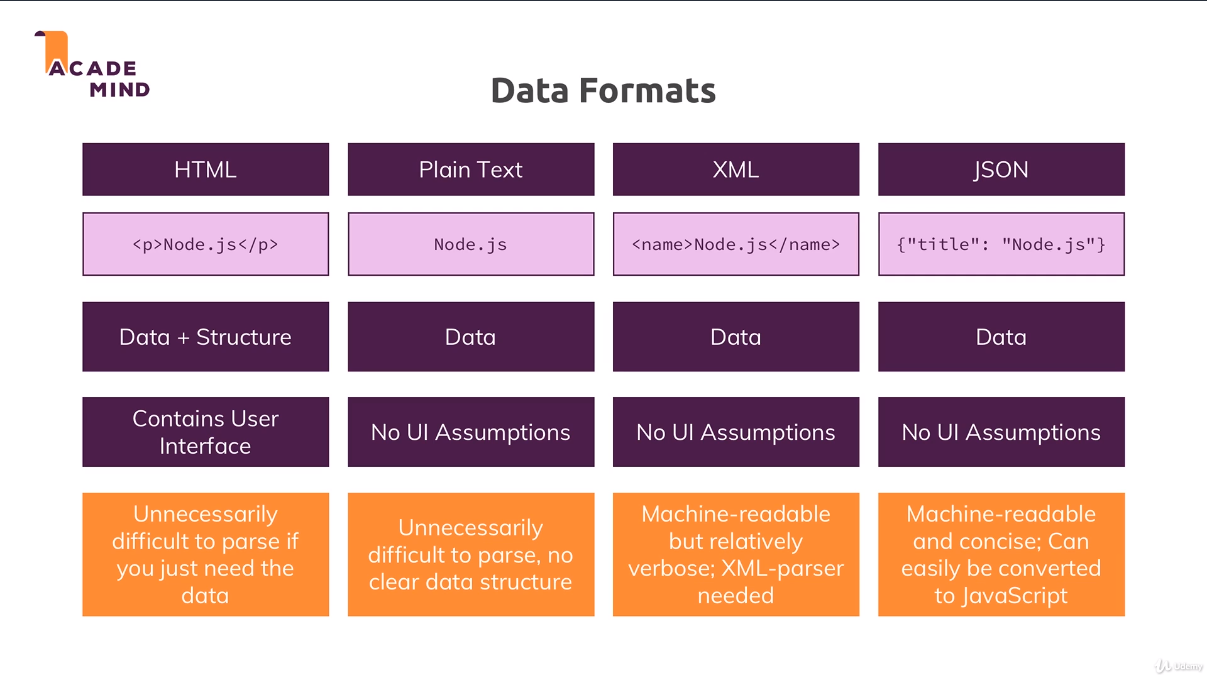 ACADE
MIND
Data Formats
HTML
Plain Text
XML
JSON
<p>Node.js</p>
Node.js
<name>Node.js</name>
{"title": "Node.js"}
Data + Structure
Data
Data
Data
Contains User
Interface
No UI Assumptions
No UI Assumptions
No UI Assumptions
Unnecessarily
difficult to parse if
you just need the
data
Unnecessarily
difficult to parse, no
clear data structure
Machine-readable
but relatively
verbose; XML-parser
needed
Machine-readable
and concise; Can
easily be converted
to JavaScript
Udemy